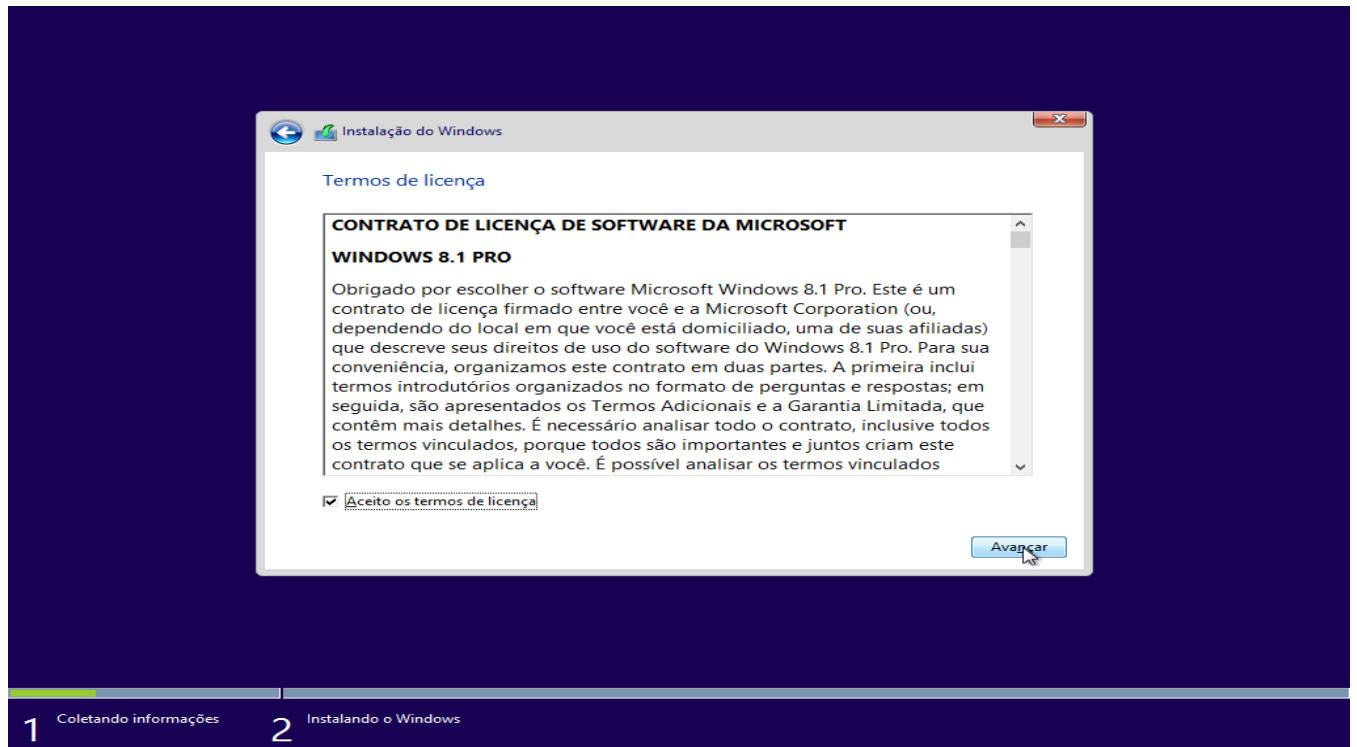 Instalação do Windows
Termos de licença
CONTRATO DE LICENÇA DE SOFTWARE DA MICROSOFT
WINDOWS 8.1 PRO
Obrigado por escolher o software Microsoft Windows 8.1 Pro. Este é um
contrato de licença firmado entre você e a Microsoft Corporation (ou,
dependendo do local em que você está domiciliado, uma de suas afiliadas)
que descreve seus direitos de uso do software do Windows 8.1 Pro. Para sua
conveniência, organizamos este contrato em duas partes. A primeira inclui
termos introdutórios organizados no formato de perguntas e respostas; em
seguida, são apresentados os Termos Adicionais e a Garantia Limitada, que
contêm mais detalhes. É necessário analisar todo o contrato, inclusive todos
os termos vinculados, porque todos são importantes e juntos criam este
contrato que se aplica a você. É possível analisar os termos vinculados
Aceito os termos de licença
Avançar
1 Coletando informações
2 Instalando o Windows